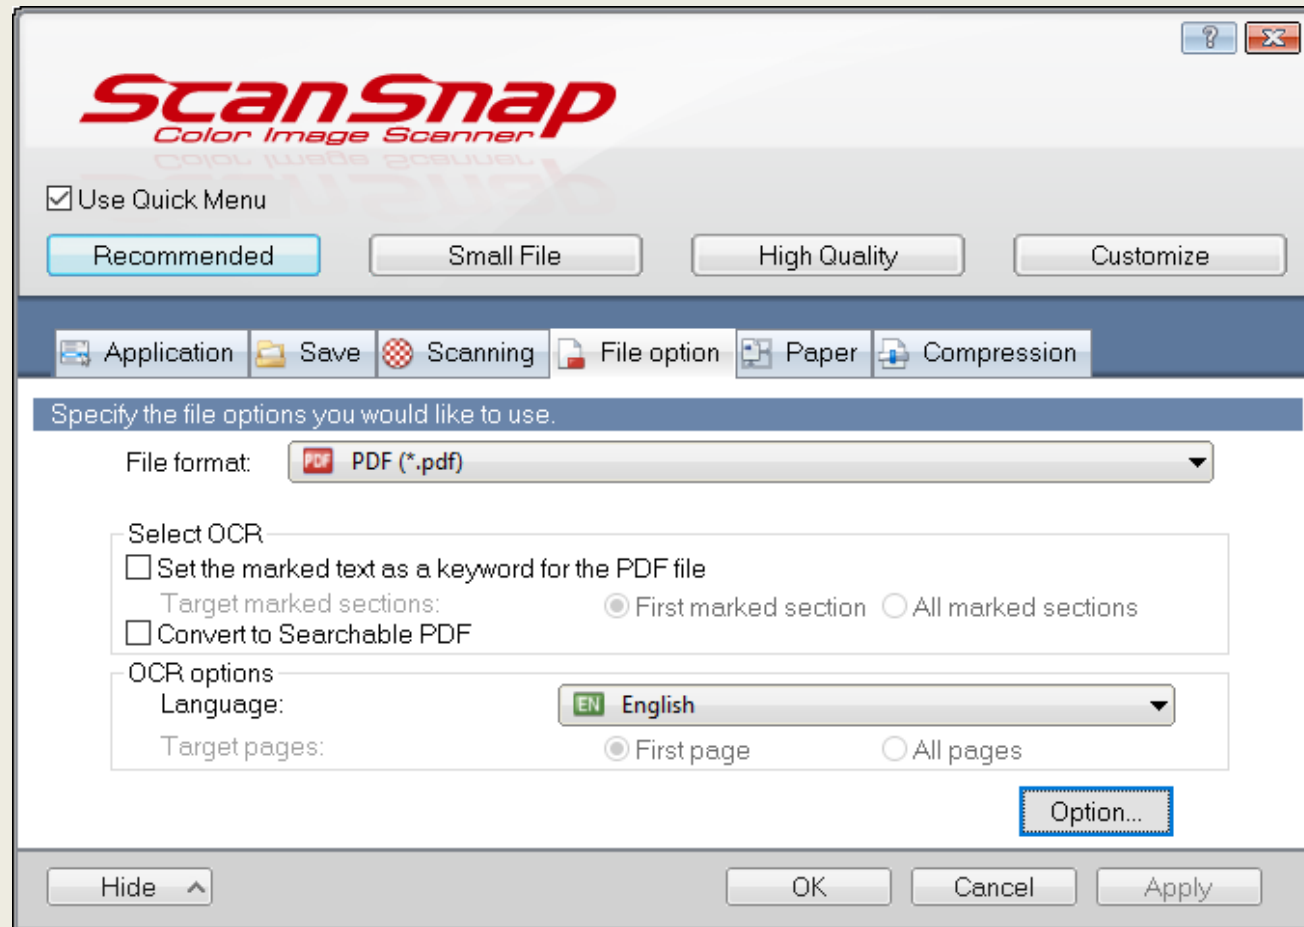 ScanSnap
Color Image Scanner
Use Quick Menu
Recommended Small File High Quality Customize
Application Save Scanning File option Paper Compression
Specify the file options you would like to use.
File format: PDF PDF (*.pdf)
Select OCR
Set the marked text as a keyword for the PDF file
Target marked sections: First marked section All marked sections
Convert to Searchable PDF
OCR options
Language: EN English
Target pages: First page All pages
Option...
Hide OK Cancel Apply